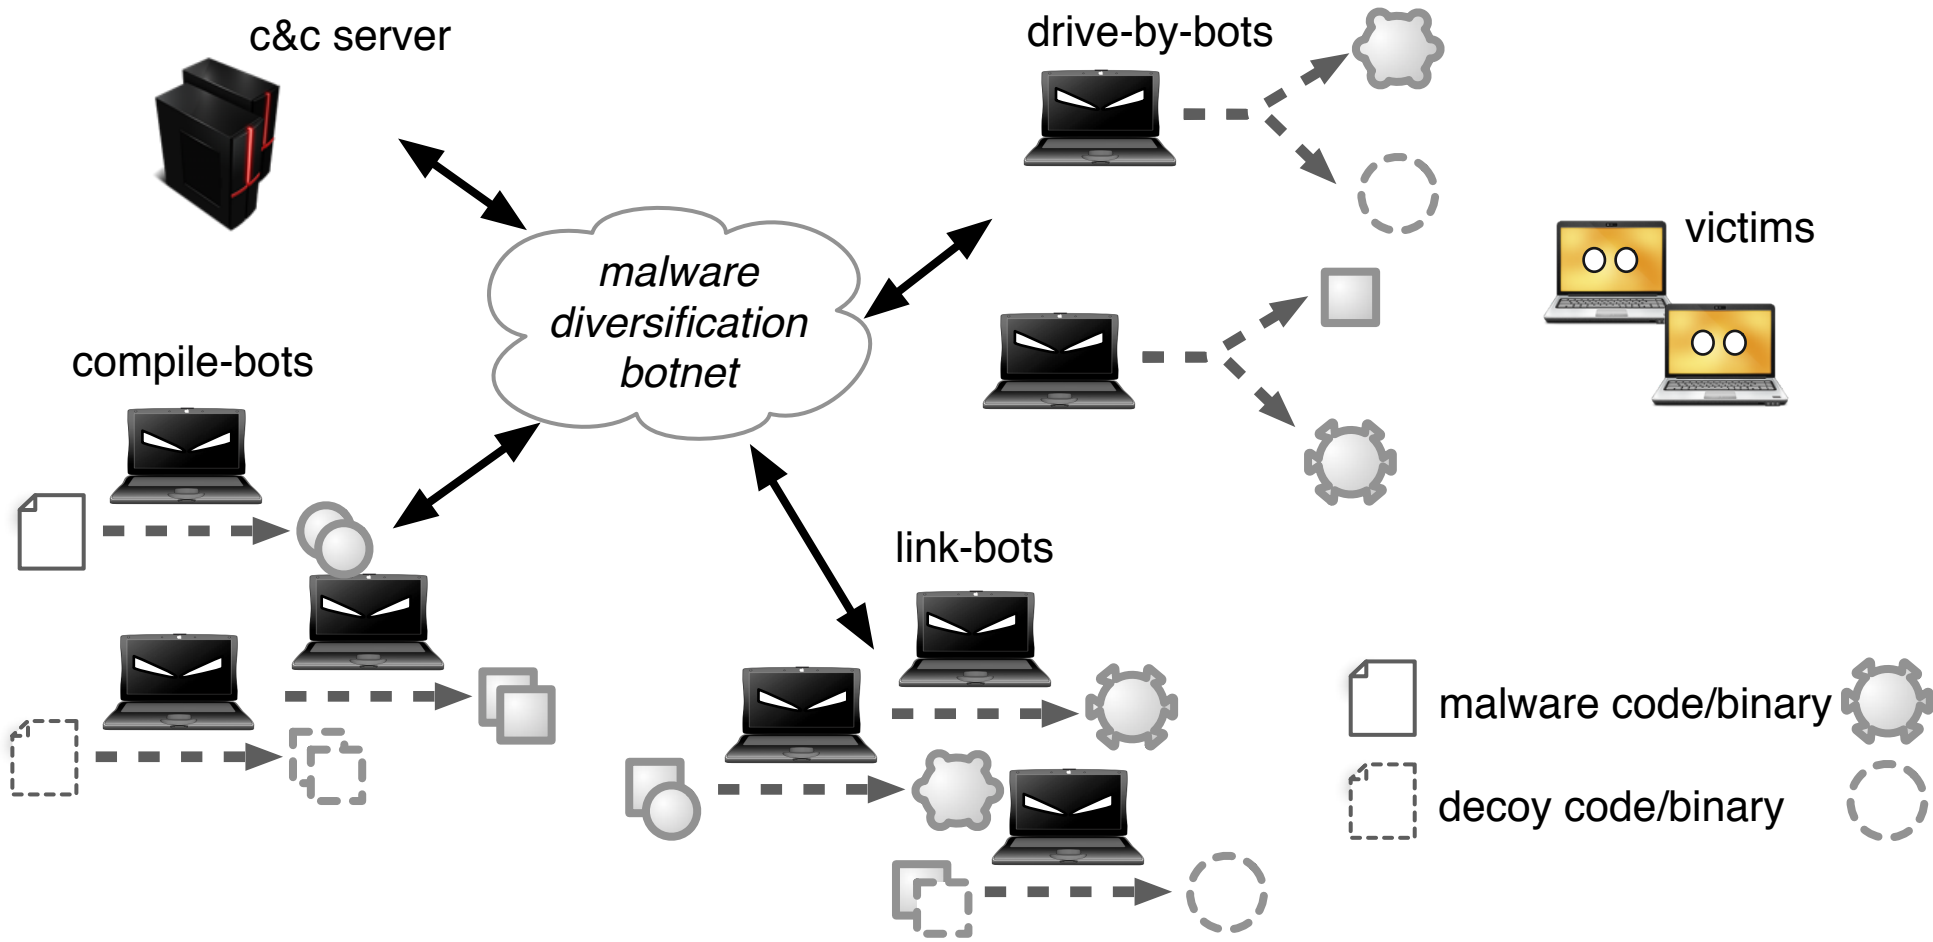 c&c server
drive-by-bots
victims
malware
diversification
botnet
compile-bots
link-bots
malware code/binary
decoy code/binary